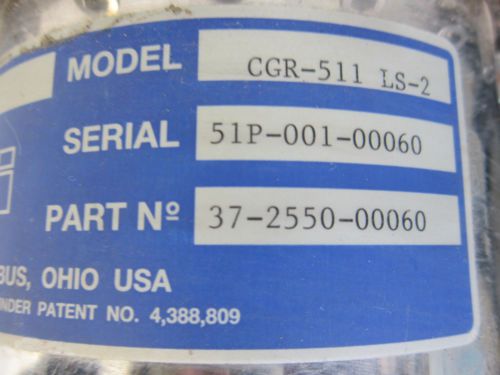 MODEL CGR-511 LS-2
SERIAL 51P-001-00060
PART Nº 37-2550-00060
BUS, OHIO USA
NDER PATENT NO. 4,388,809